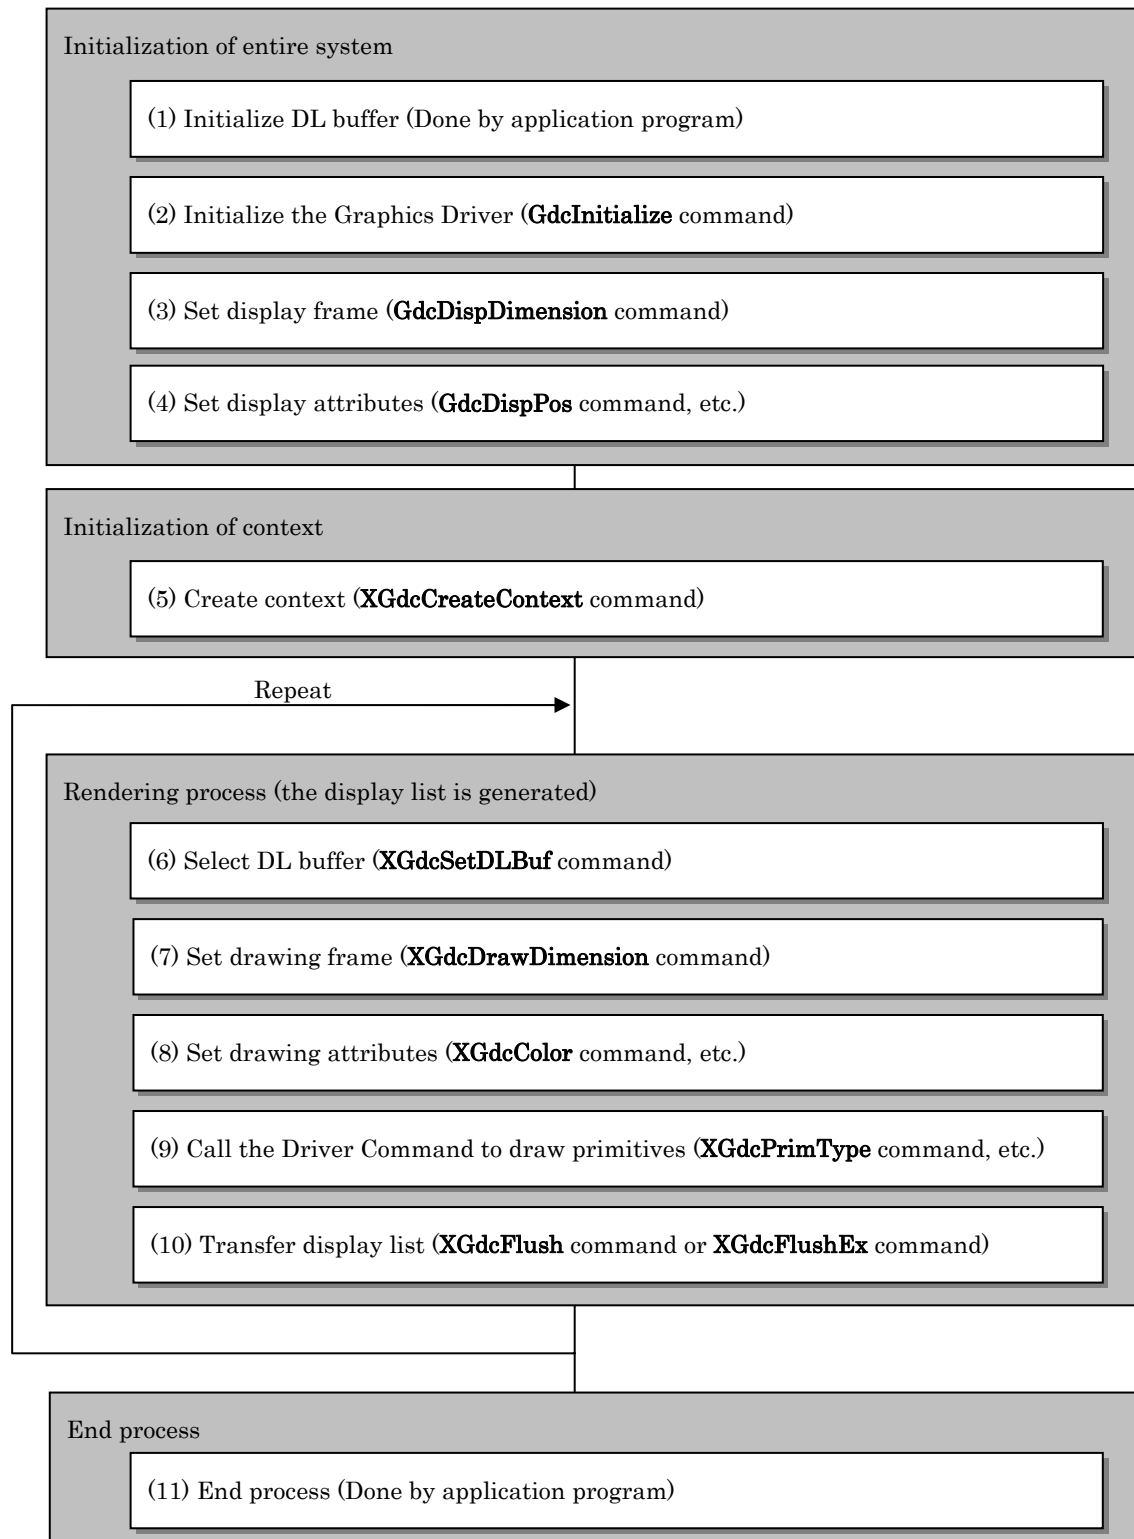 Initialization of entire system
(1) Initialize DL buffer (Done by application program)
(2) Initialize the Graphics Driver (GdcInitialize command)
(3) Set display frame (GdcDispDimension command)
(4) Set display attributes (GdcDispPos command, etc.)
Initialization of context
(5) Create context (XGdcCreateContext command)
Repeat
Rendering process (the display list is generated)
(6) Select DL buffer (XGdcSetDLBuf command)
(7) Set drawing frame (XGdcDrawDimension command)
(8) Set drawing attributes (XGdcColor command, etc.)
(9) Call the Driver Command to draw primitives (XGdcPrimType command, etc.)
(10) Transfer display list (XGdcFlush command or XGdcFlushEx command)
End process
(11) End process (Done by application program)